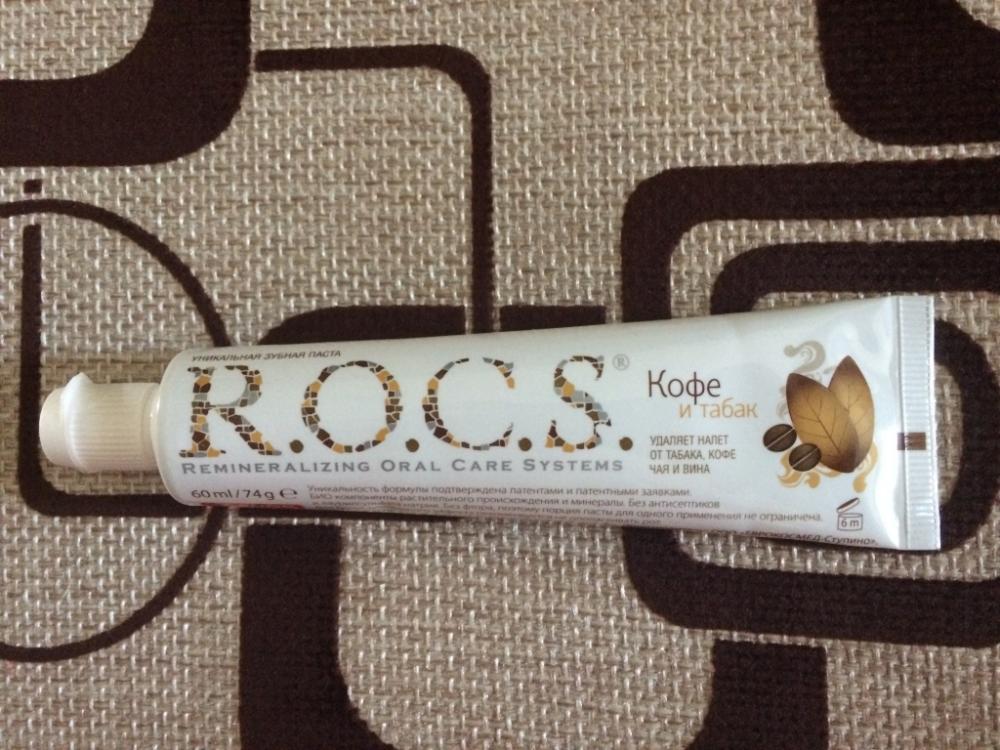 УНИКАЛЬНАЯ ЗУБНАЯ ПАСТА
R.O.C.S.®
REMINERALIZING ORAL CARE SYSTEMS
Кофе
и табак
УДАЛЯЕТ НАЛЕТ
ОТ ТАБАКА, КОФЕ
ЧАЯ И ВИНА
60 ml/74g ℮
Уникальность формулы подтверждена патентами и патентными заявками.
БИО компоненты растительного происхождения и минералы. Без антисептиков
Без фтора, поэтому порция пасты для одного применения не ограничена.
6 m